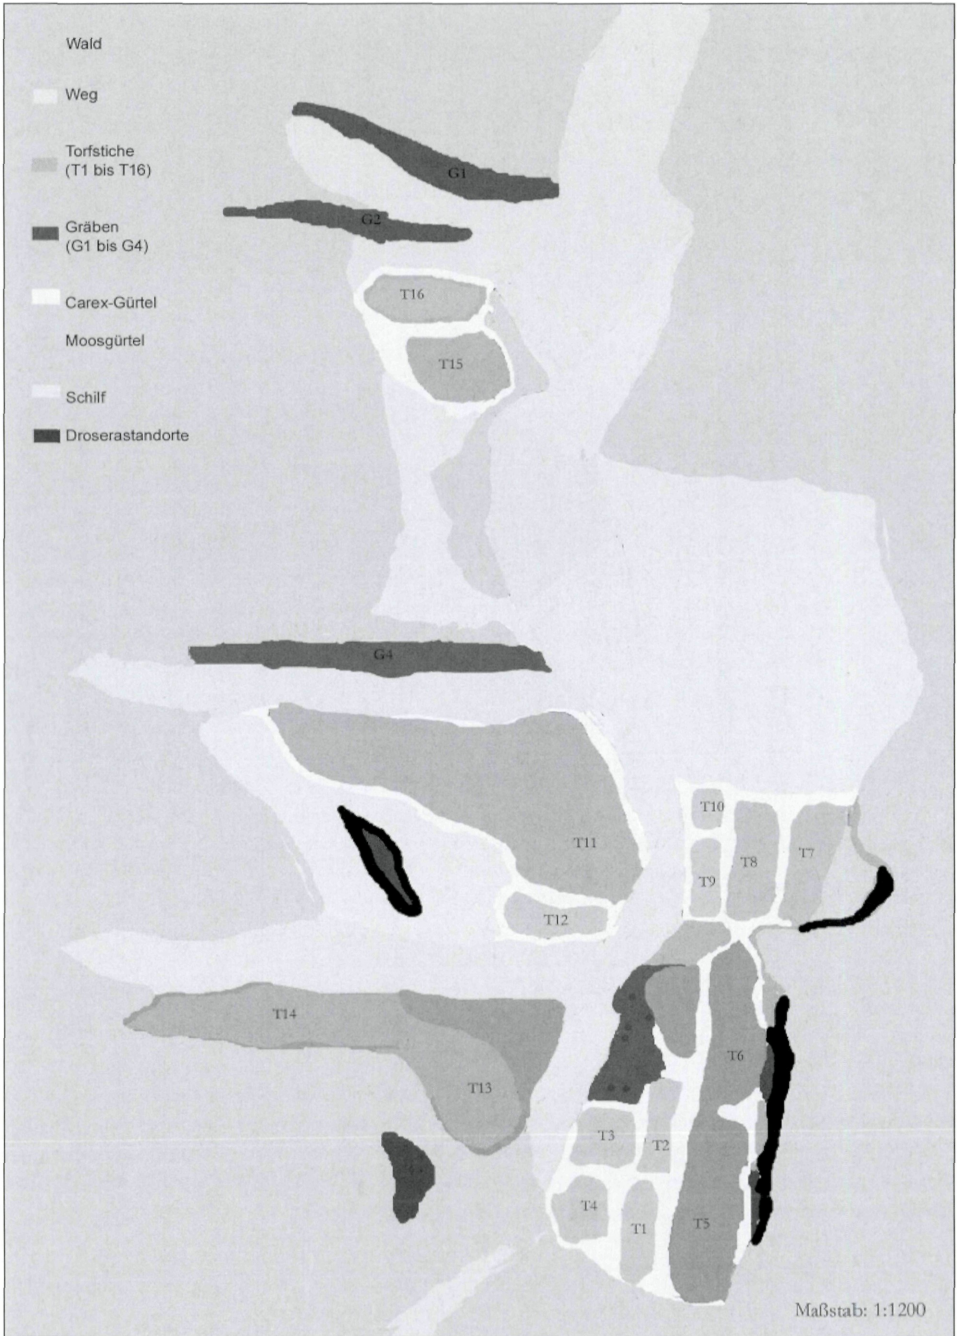 Wald
Weg
Torfstiche
(T1 bis T16)
Gräben
(G1 bis G4)
Carex-Gürtel
Moosgürtel
Schilf
Droserastandorte
G1
G2
T16
T15
G4
T11
T12
T10
T9
T8
T7
T14
T13
T6
T3
T2
T4
T1
T5
Maßstab: 1:1200